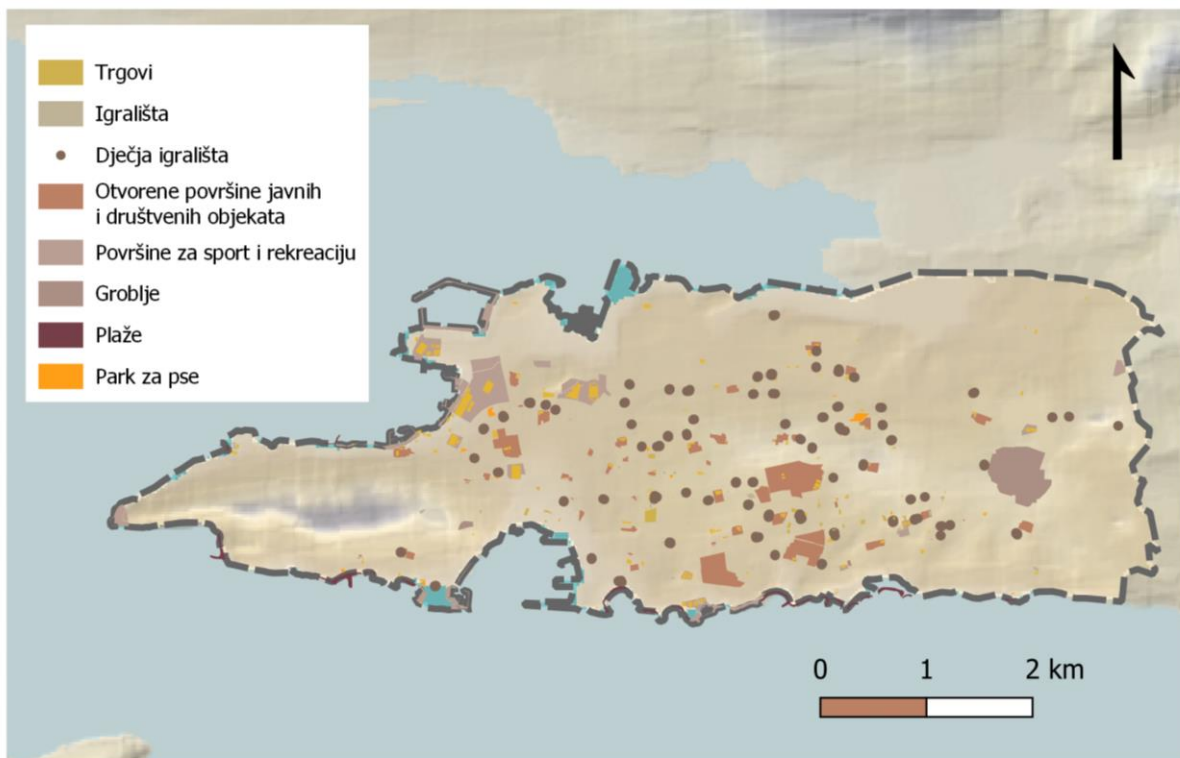 Trgovi
Igrališta
Dječja igrališta
Otvorene površine javnih
i društvenih objekata
Površine za sport i rekreaciju
Groblje
Plaže
Park za pse
0 1 2 km